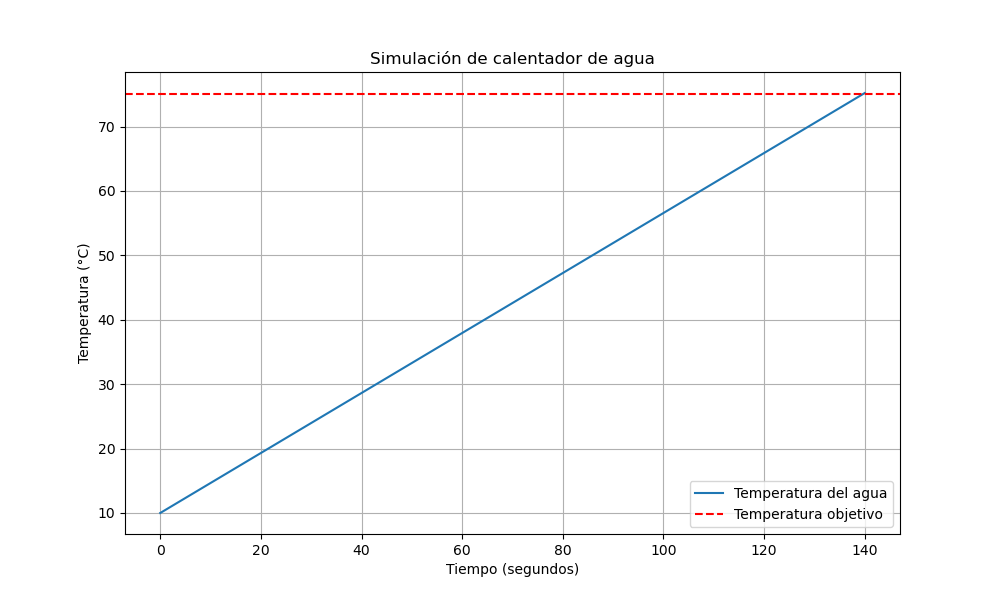 Simulación de calentador de agua
Temperatura (°C)
70
60
50
40
30
20
10
Temperatura del agua
Temperatura objetivo
0 20 40 60 80 100 120 140
Tiempo (segundos)